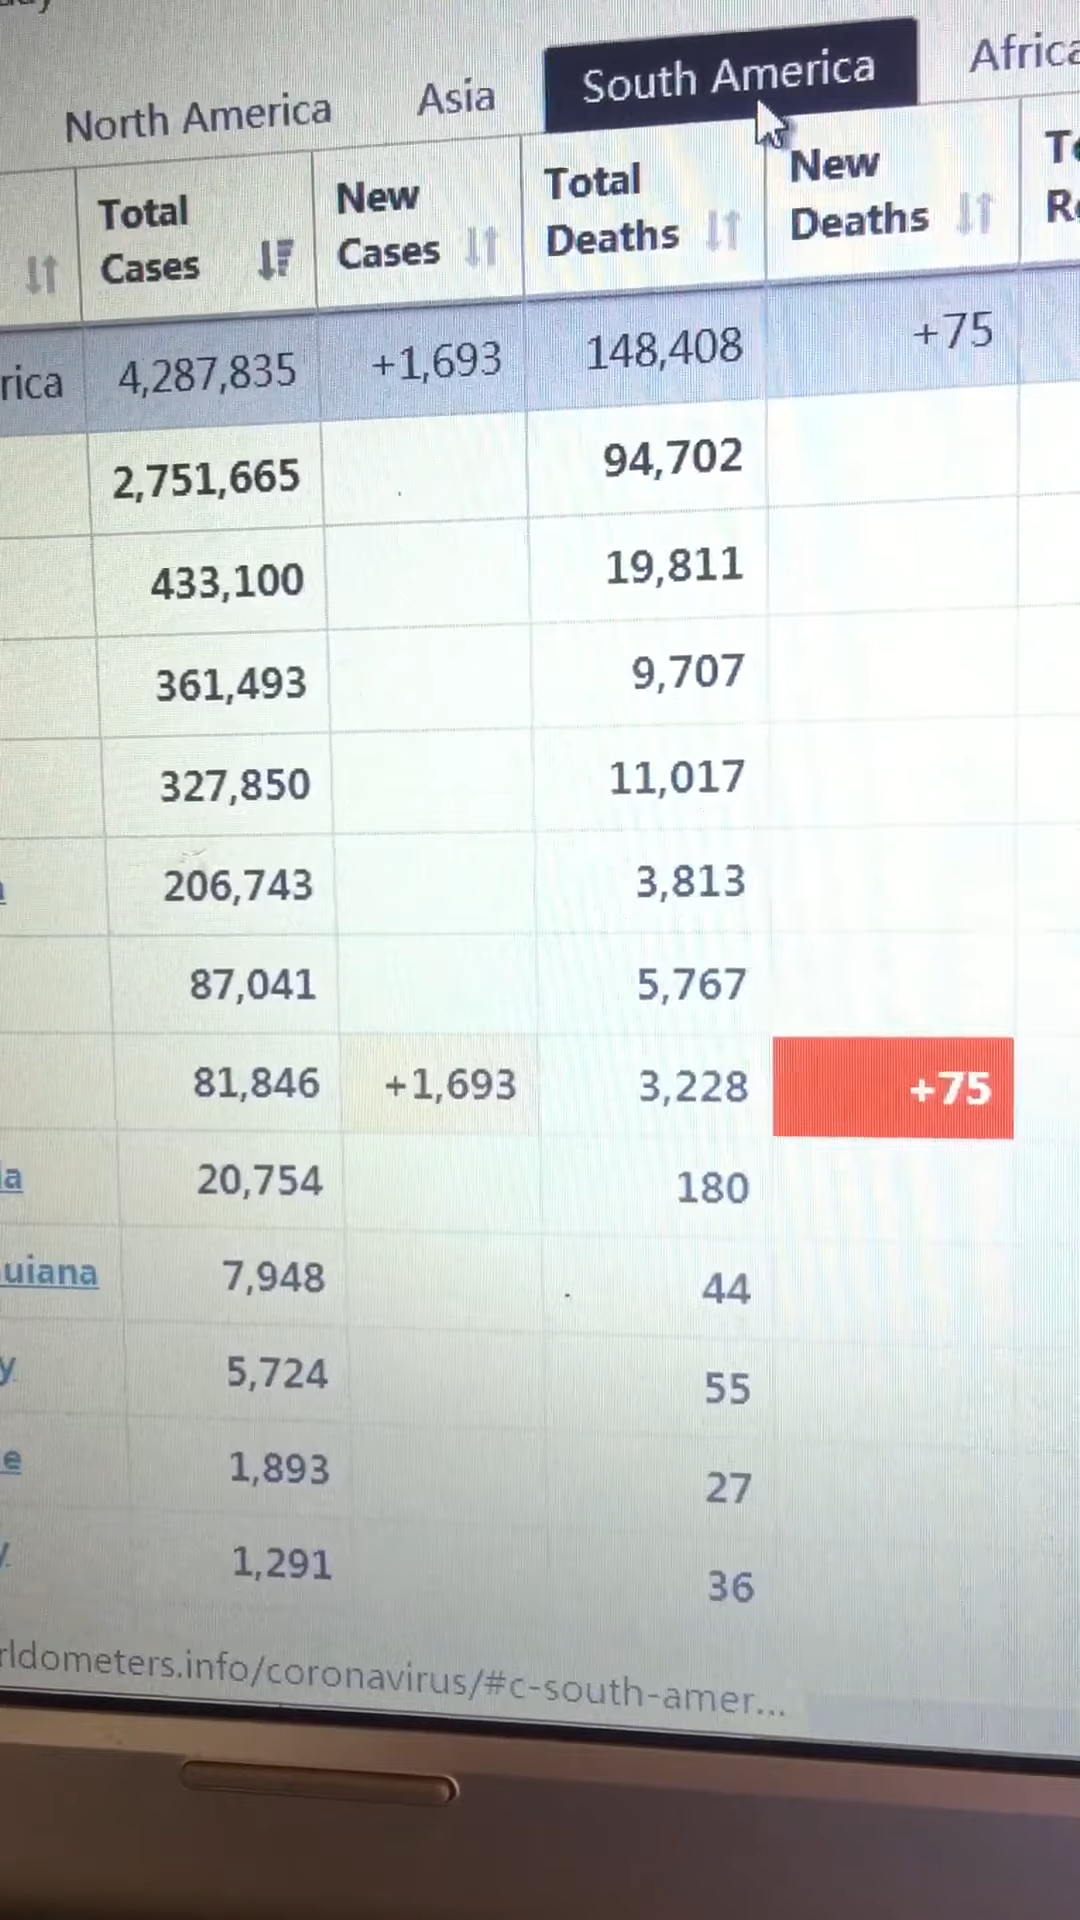 North America Asia South America
Total Cases New Cases Total Deaths New Deaths
4,287,835 +1,693 148,408 +75
2,751,665 94,702
433,100 19,811
361,493 9,707
327,850 11,017
206,743 3,813
87,041 5,767
81,846 +1,693 3,228 +75
20,754 180
7,948 44
5,724 55
1,893 27
1,291 36
rldometers.info/coronavirus/#c-south-amer...